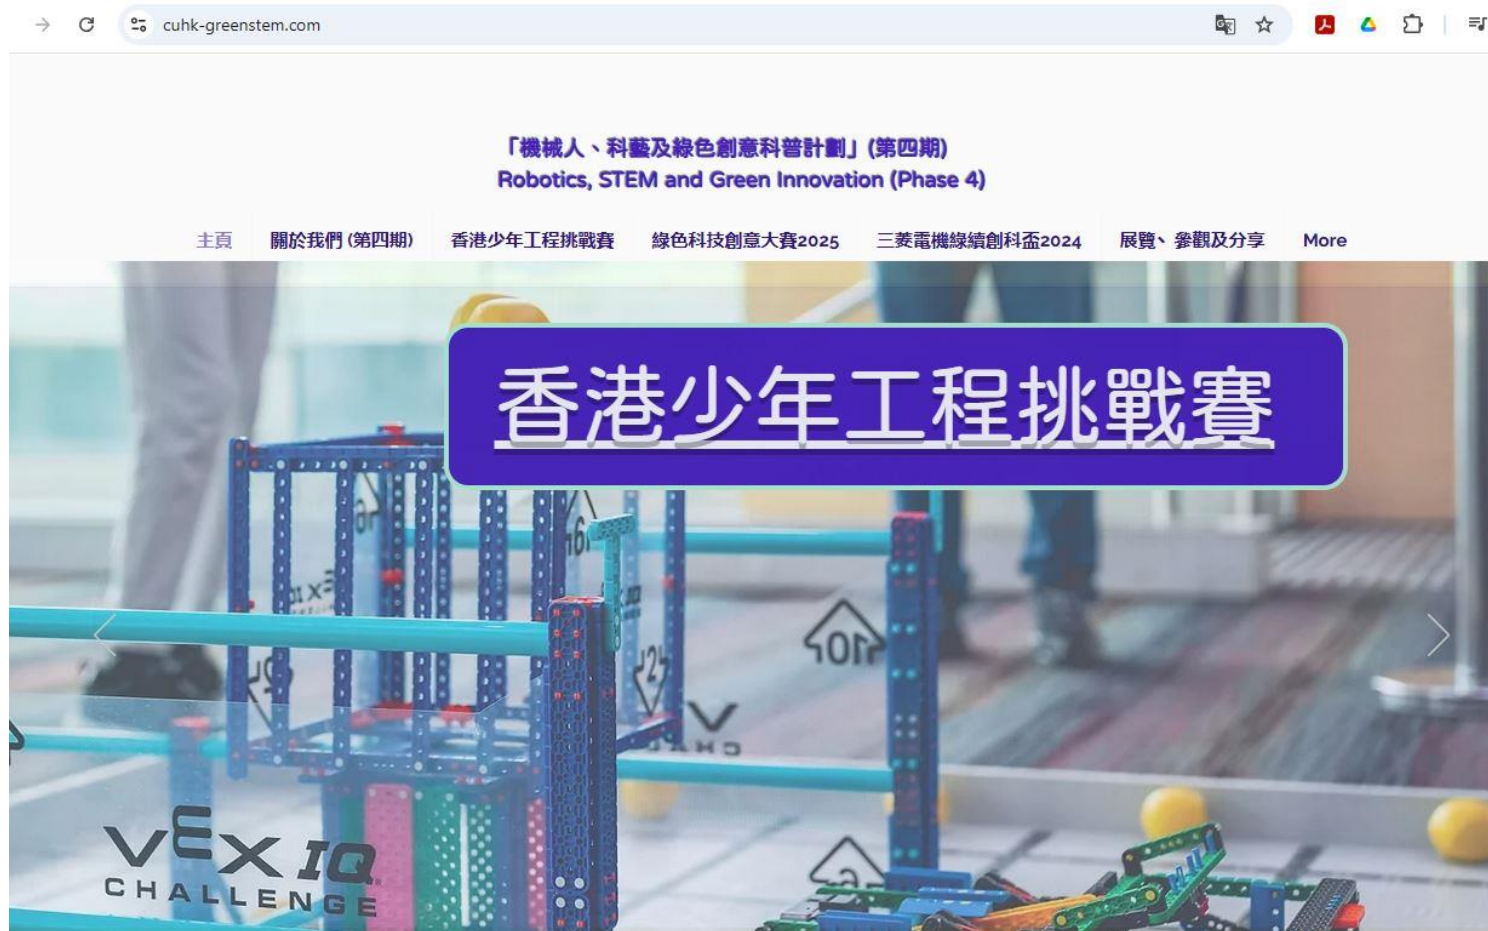 cuhk-greenstem.com
「機械人、科藝及綠色創意科普計劃」(第四期)
Robotics, STEM and Green Innovation (Phase 4)
主頁 關於我們 (第四期) 香港少年工程挑戰賽 綠色科技創意大賽2025 三菱電機綠續創科盃2024 展覽、參觀及分享 More
香港少年工程挑戰賽
VEX IQ
CHALLENGE